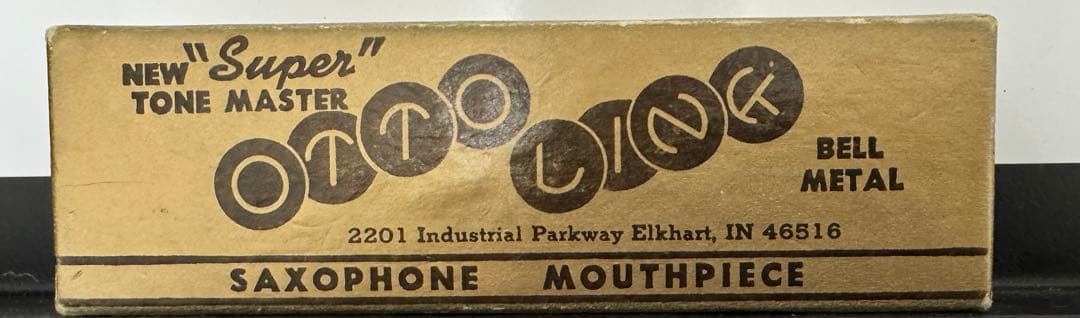 NEW "Super"
TONE MASTER
OTTO LINK
BELL
METAL
2201 Industrial Parkway Elkhart, IN 46516
SAXOPHONE MOUTHPIECE